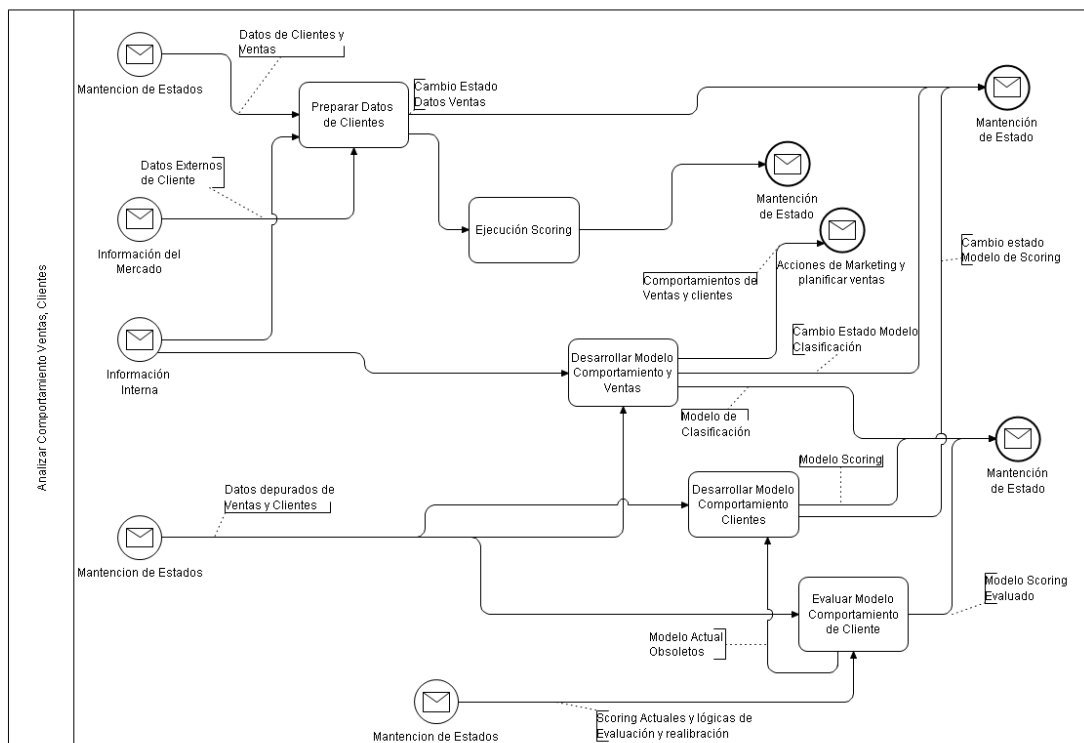 Analizar Comportamiento Ventas, Clientes
Datos de Clientes y
Ventas
Mantencion de Estados
Cambio Estado
Datos Ventas
Preparar Datos
de Clientes
Mantención
de Estado
Datos Externos
de Cliente
Mantención
de Estado
Ejecución Scoring
Información del
Mercado
Cambio estado
Modelo de Scoring
Acciones de Marketing y
planificar ventas
Comportamientos de
Ventas y clientes
Cambio Estado Modelo
Clasificación
Información
Interna
Desarrollar Modelo
Comportamiento y
Ventas
Modelo de
Clasificación
Modelo Scoring
Mantención
de Estado
Datos depurados de
Ventas y Clientes
Desarrollar Modelo
Comportamiento
Clientes
Mantencion de Estados
Modelo Scoring
Evaluado
Evaluar Modelo
Comportamiento
de Cliente
Modelo Actual
Obsoletos
Mantencion de Estados
Scoring Actuales y lógicas de
Evaluación y realibración